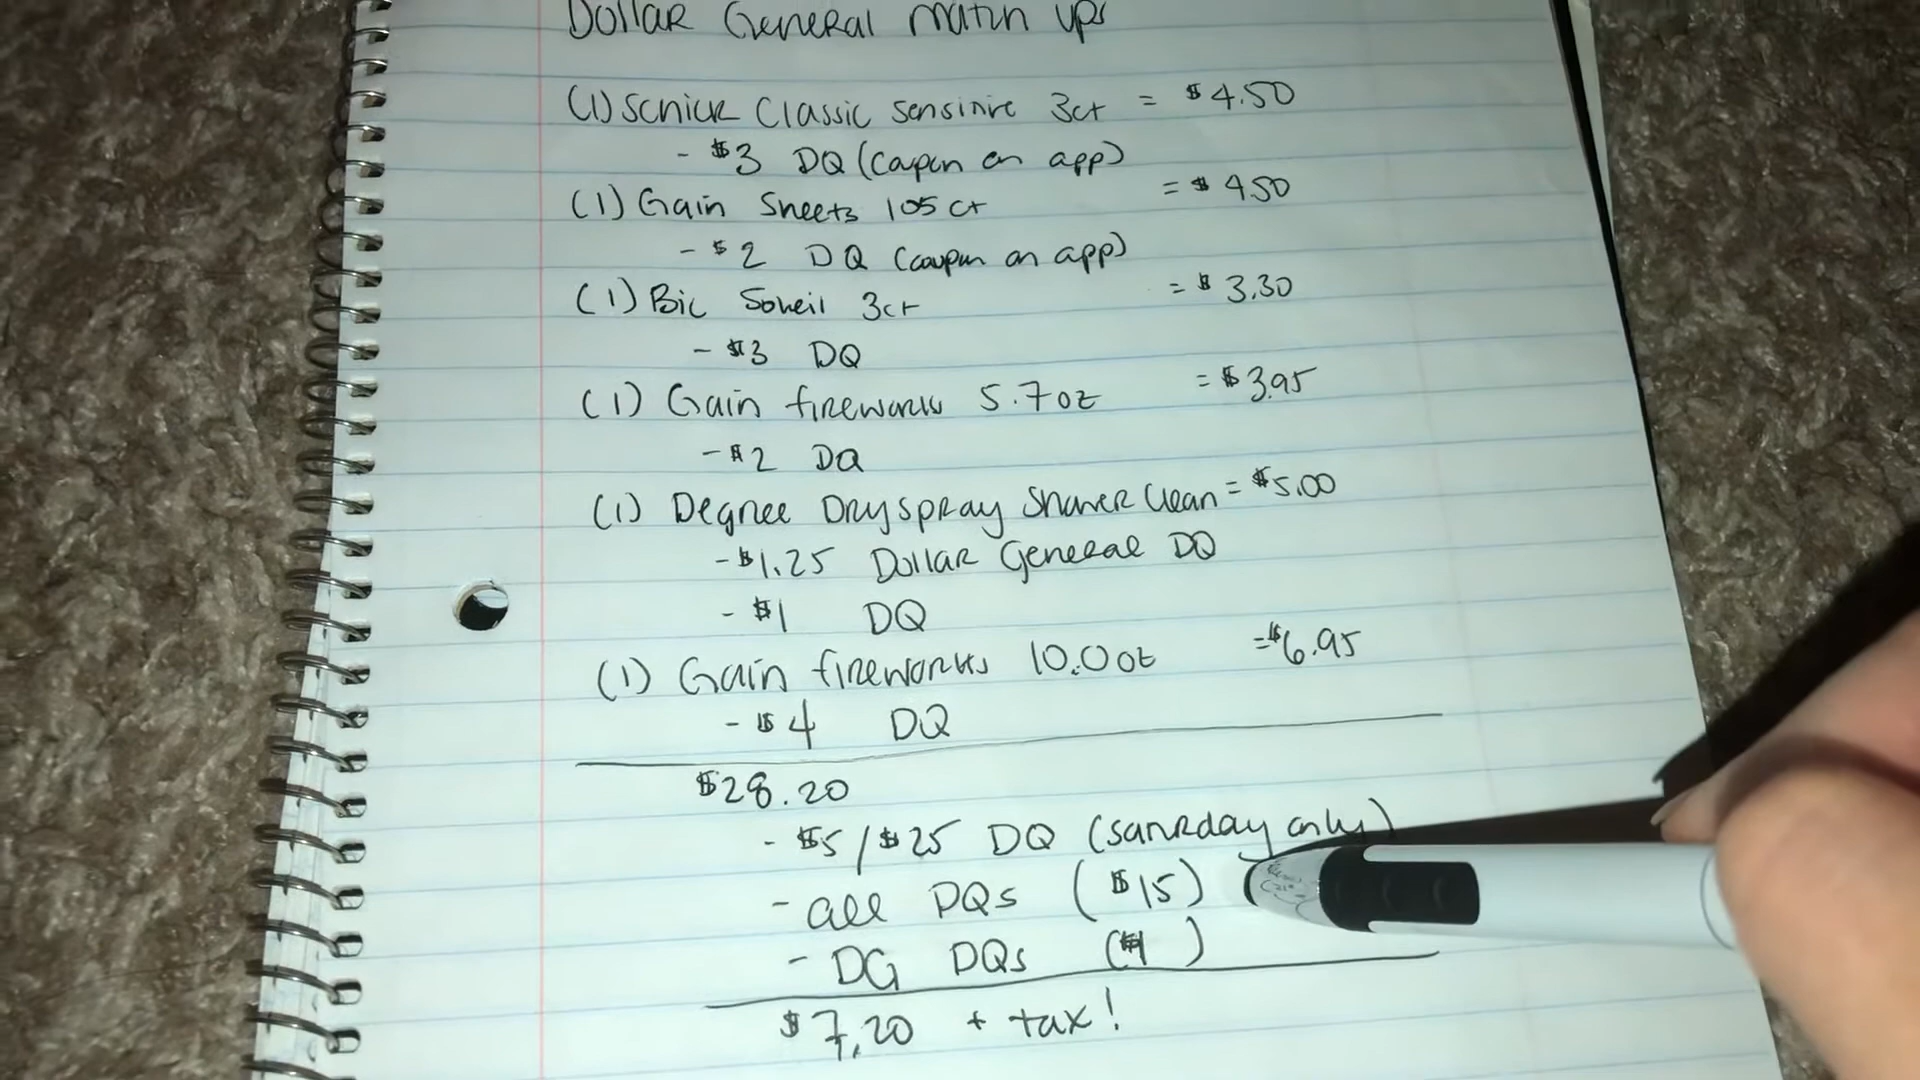 Dollar General match ups
(1) Schick Classic sensitive 3ct = $4.50
- $3 DQ (coupon on app)
(1) Gain Sheets 105 ct = $4.50
- $2 DQ (coupon on app)
(1) Bic Soleil 3ct = $3.30
- $3 DQ
(1) Gain fireworks 5.7oz = $3.95
- $2 DQ
(1) Degree Dryspray Shower Clean = $5.00
- $1.25 Dollar General DQ
- $1 DQ
(1) Gain fireworks 10.0oz = $6.95
- $4 DQ
$28.20
- $5 / $25 DQ (saturday only)
- all DQs ($15)
- DG DQs ($1)
$7.20 + tax!